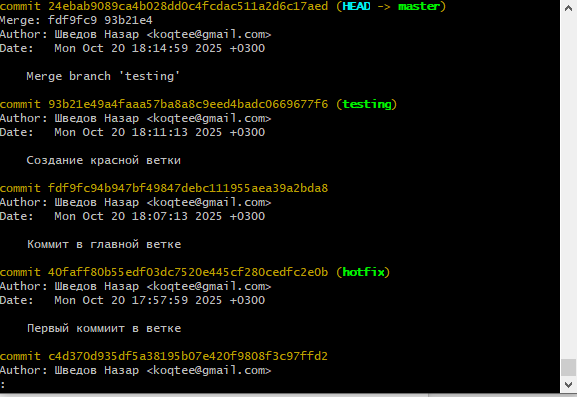 commit 24ebab9089ca4b028dd0c4fcdac511a2d6c17aed (HEAD -> master)
Merge: fdf9fc9 93b21e4
Author: Шведов Назар <koqtee@gmail.com>
Date:   Mon Oct 20 18:14:59 2025 +0300
Merge branch 'testing'
commit 93b21e49a4faaa57ba8a8c9eed4badc0669677f6 (testing)
Author: Шведов Назар <koqtee@gmail.com>
Date:   Mon Oct 20 18:11:13 2025 +0300
Создание красной ветки
commit fdf9fc94b947bf49847debc111955aea39a2bda8
Author: Шведов Назар <koqtee@gmail.com>
Date:   Mon Oct 20 18:07:13 2025 +0300
Коммит в главной ветке
commit 40faff80b55edf03dc7520e445cf280cedfc2e0b (hotfix)
Author: Шведов Назар <koqtee@gmail.com>
Date:   Mon Oct 20 17:57:59 2025 +0300
Первый коммиит в ветке
commit c4d370d935df5a38195b07e420f9808f3c97ffd2
Author: Шведов Назар <koqtee@gmail.com>
: